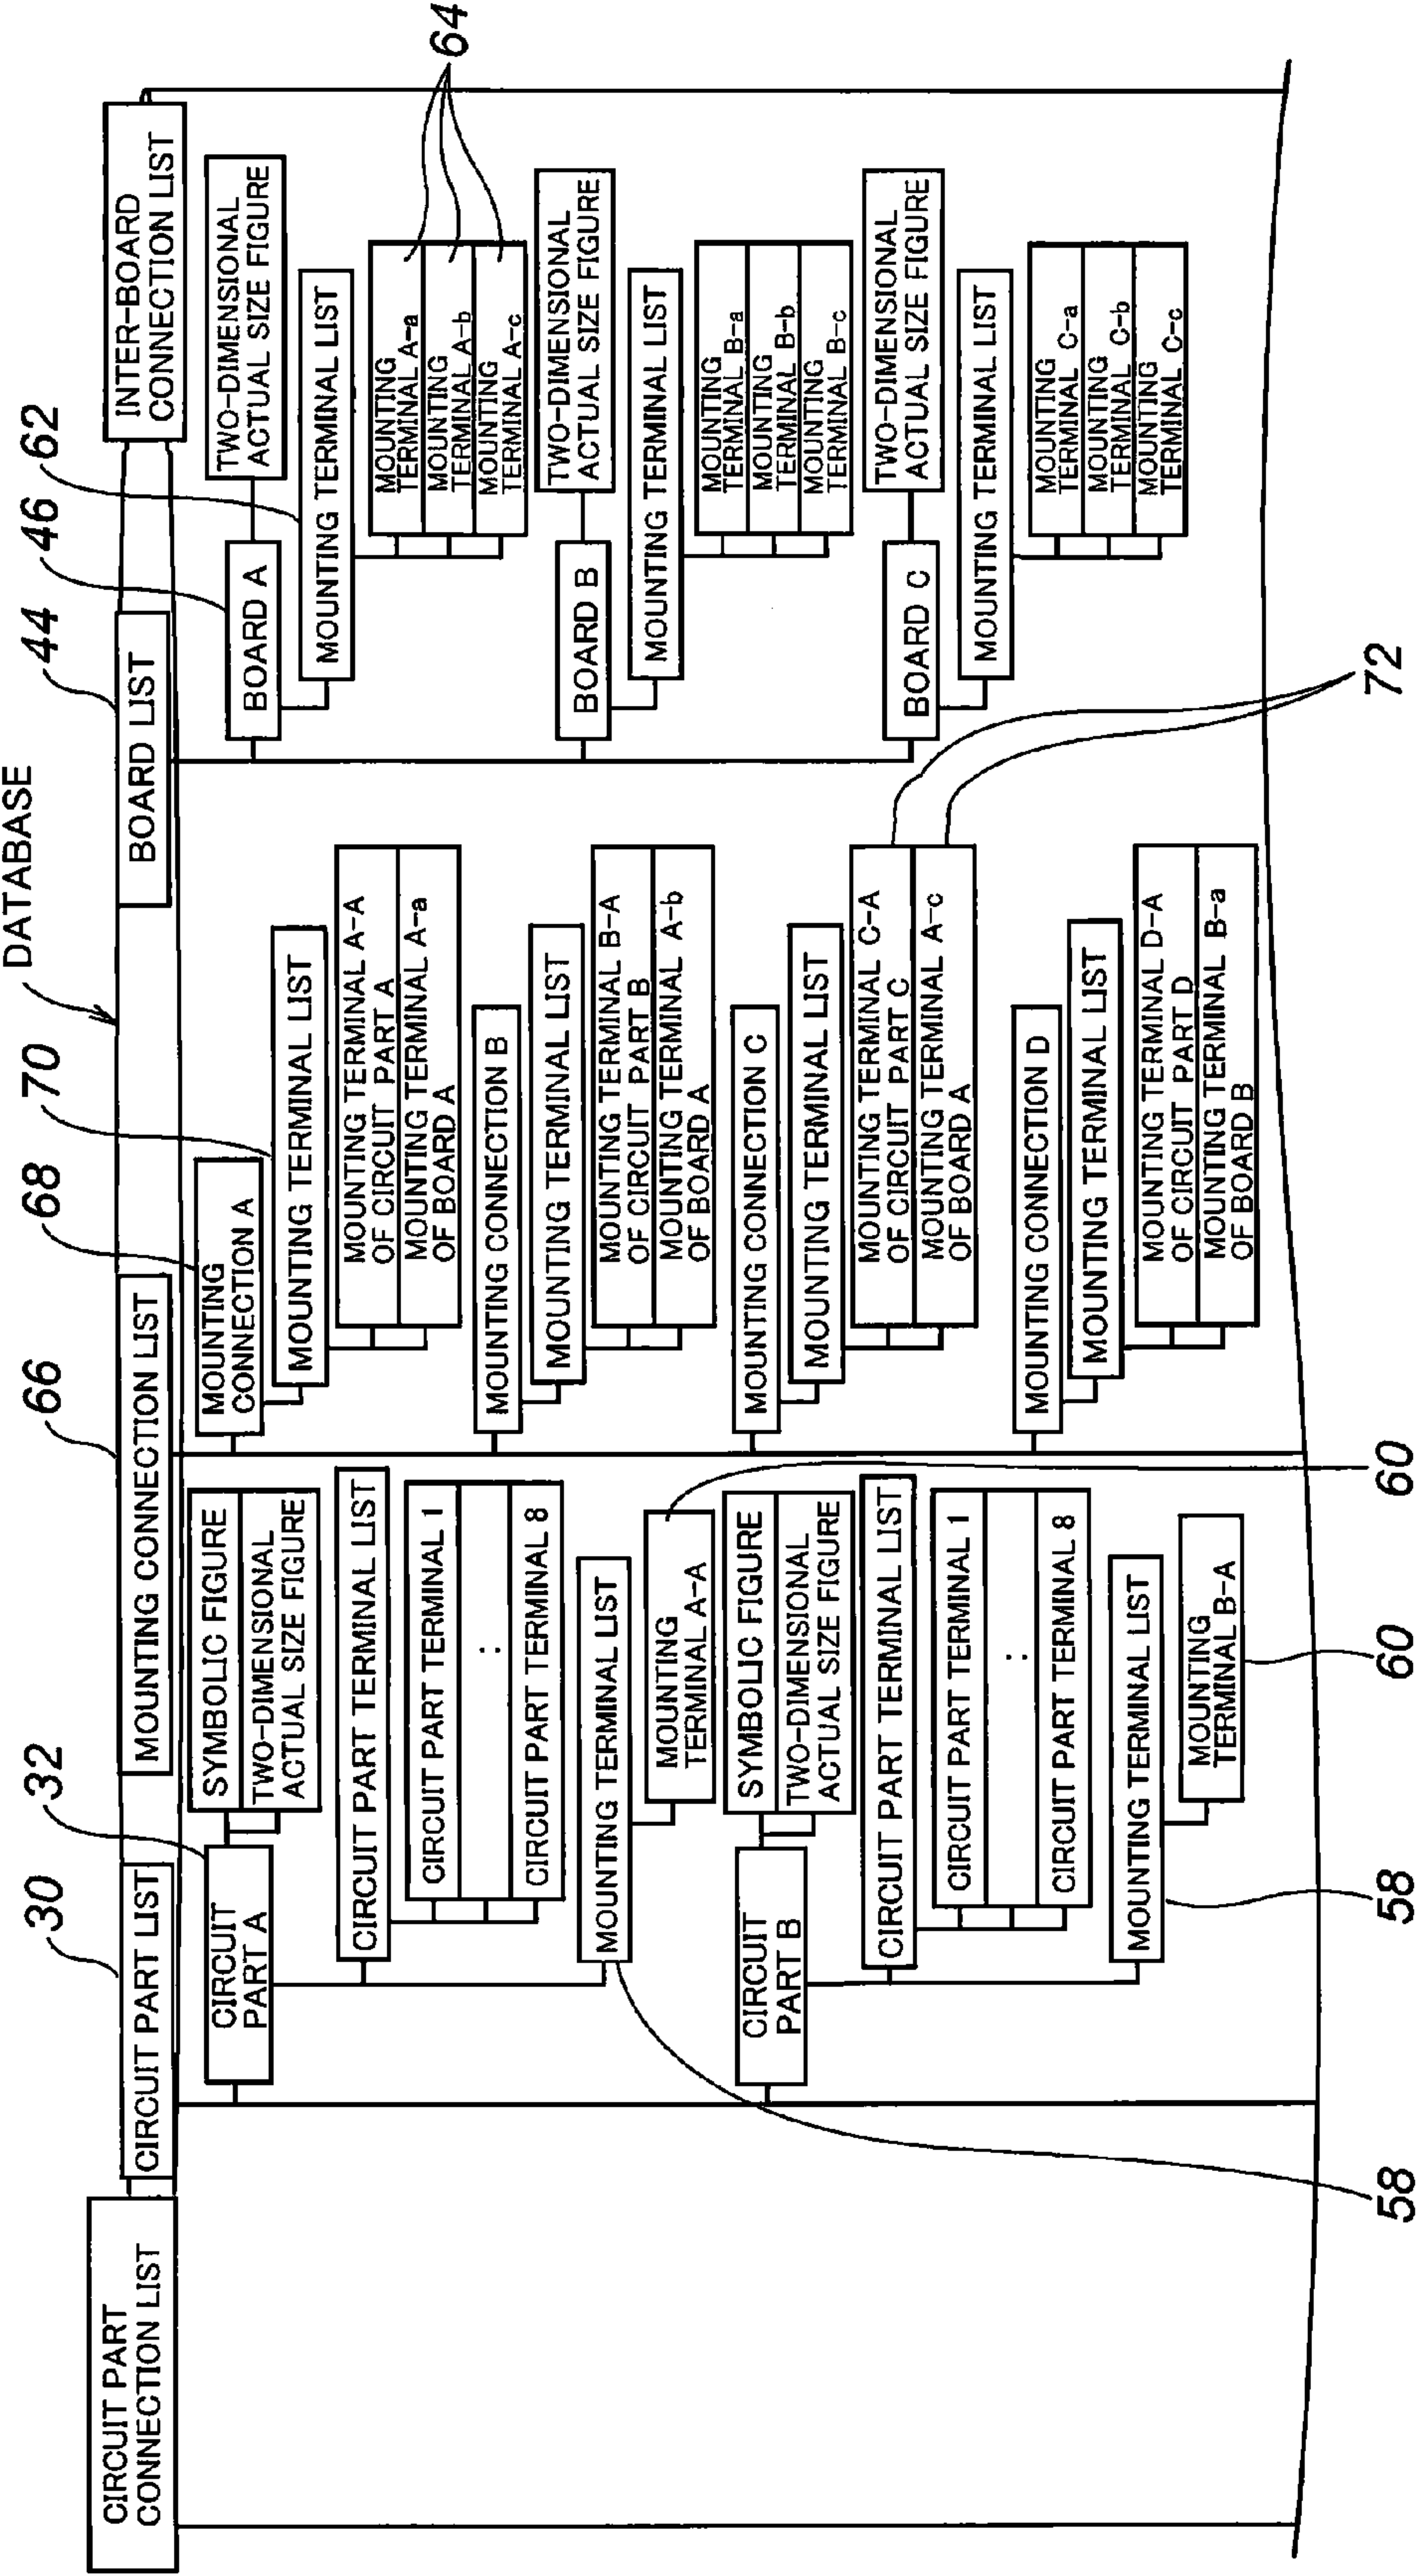 DATABASE
CIRCUIT PART
CONNECTION LIST
30
CIRCUIT PART LIST
32
CIRCUIT
PART A
SYMBOLIC FIGURE
TWO-DIMENSIONAL
ACTUAL SIZE FIGURE
CIRCUIT PART TERMINAL LIST
CIRCUIT PART TERMINAL 1
:
CIRCUIT PART TERMINAL 8
MOUNTING TERMINAL LIST
58
MOUNTING
TERMINAL A-A
60
CIRCUIT
PART B
SYMBOLIC FIGURE
TWO-DIMENSIONAL
ACTUAL SIZE FIGURE
CIRCUIT PART TERMINAL LIST
CIRCUIT PART TERMINAL 1
:
CIRCUIT PART TERMINAL 8
MOUNTING TERMINAL LIST
58
MOUNTING
TERMINAL B-A
60
66
MOUNTING CONNECTION LIST
68
MOUNTING
CONNECTION A
70
MOUNTING TERMINAL LIST
MOUNTING TERMINAL A-A
OF CIRCUIT PART A
MOUNTING TERMINAL A-a
OF BOARD A
MOUNTING CONNECTION B
MOUNTING TERMINAL LIST
MOUNTING TERMINAL B-A
OF CIRCUIT PART B
MOUNTING TERMINAL A-b
OF BOARD A
MOUNTING CONNECTION C
MOUNTING TERMINAL LIST
MOUNTING TERMINAL C-A
OF CIRCUIT PART C
MOUNTING TERMINAL A-c
OF BOARD A
72
MOUNTING CONNECTION D
MOUNTING TERMINAL LIST
MOUNTING TERMINAL D-A
OF CIRCUIT PART D
MOUNTING TERMINAL B-a
OF BOARD B
44
BOARD LIST
46
BOARD A
TWO-DIMENSIONAL
ACTUAL SIZE FIGURE
62
MOUNTING TERMINAL LIST
MOUNTING
TERMINAL A-a
MOUNTING
TERMINAL A-b
MOUNTING
TERMINAL A-c
64
BOARD B
TWO-DIMENSIONAL
ACTUAL SIZE FIGURE
MOUNTING TERMINAL LIST
MOUNTING
TERMINAL B-a
MOUNTING
TERMINAL B-b
MOUNTING
TERMINAL B-c
BOARD C
TWO-DIMENSIONAL
ACTUAL SIZE FIGURE
MOUNTING TERMINAL LIST
MOUNTING
TERMINAL C-a
MOUNTING
TERMINAL C-b
MOUNTING
TERMINAL C-c
INTER-BOARD
CONNECTION LIST